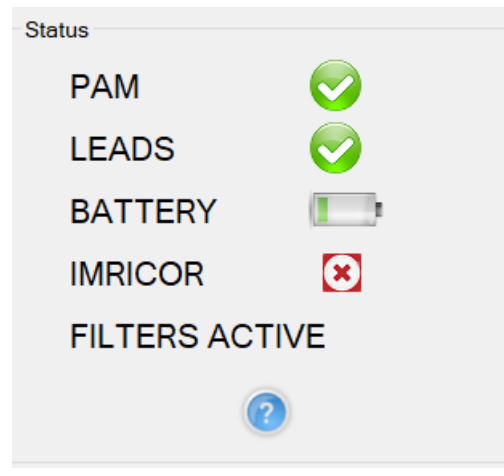 Status
PAM
LEADS
BATTERY
IMRICOR
FILTERS ACTIVE
?